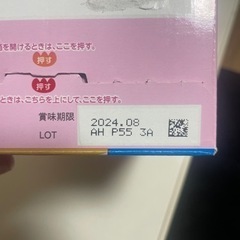 を開けるときは、ここを押す。
押す
押す
るときは、こちらを上にして、ここを押
賞味期限
2024.08
LOT
AH P55 3A